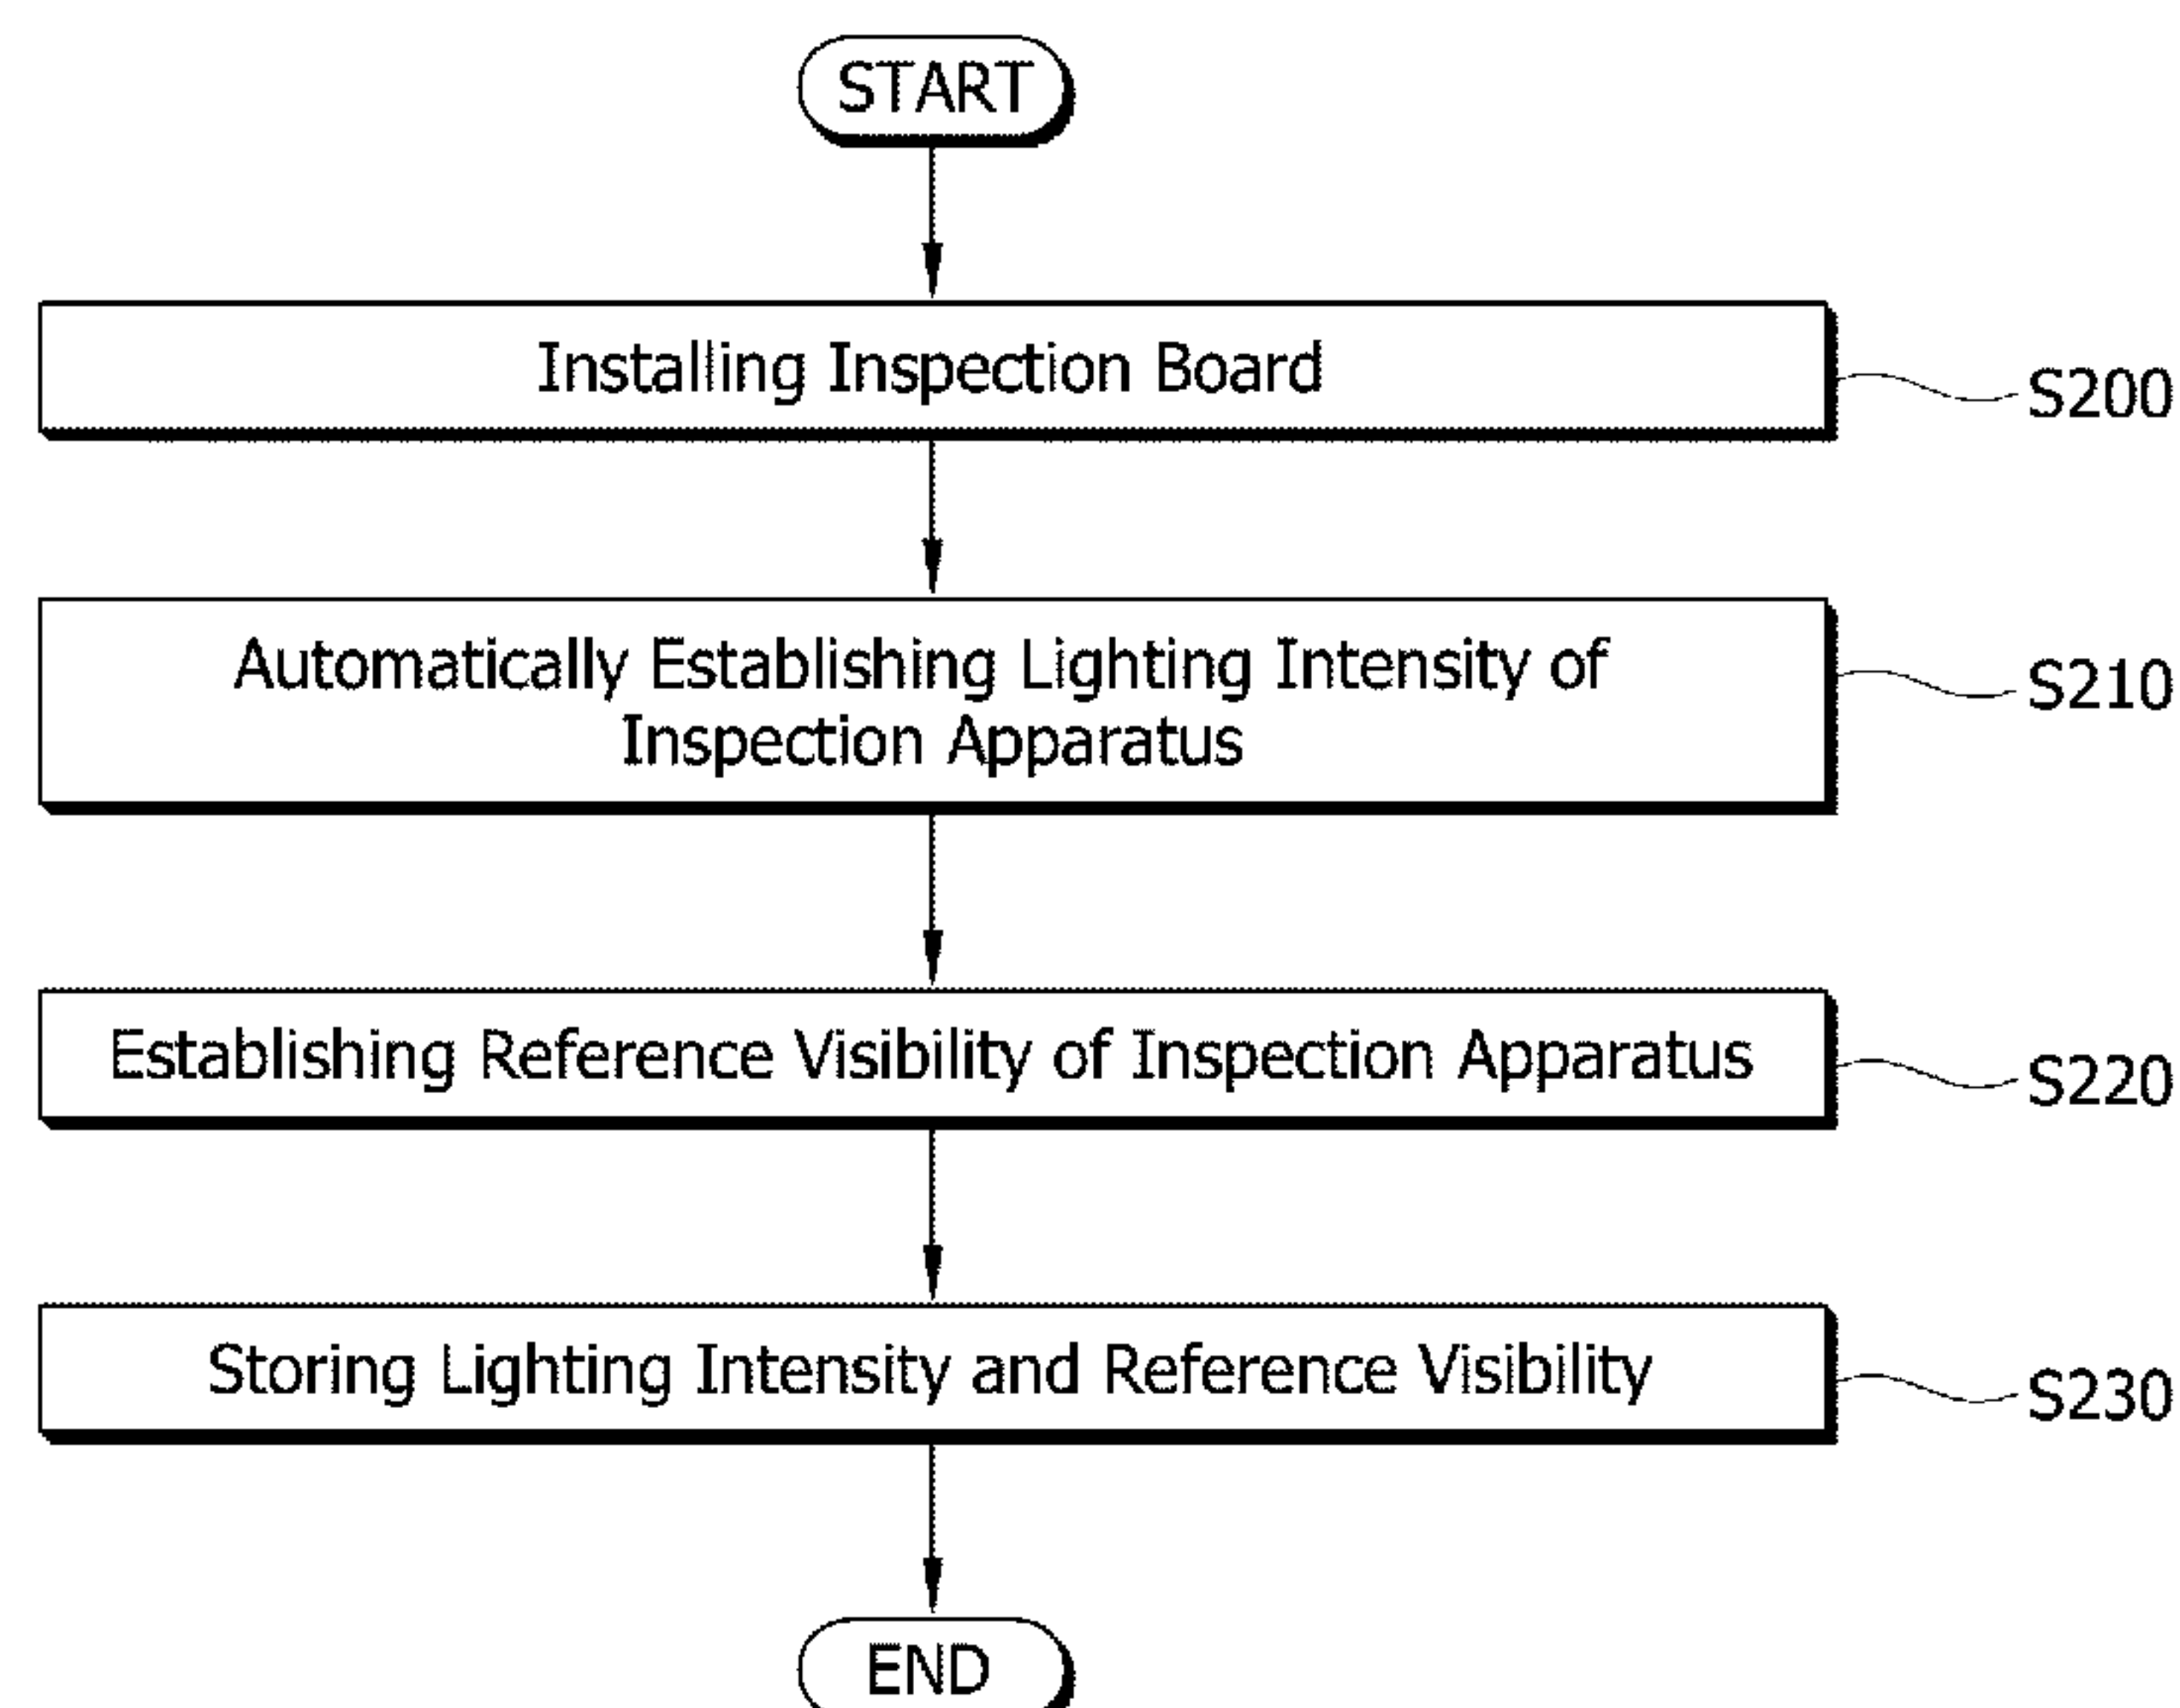 START
Installing Inspection Board
S200
Automatically Establishing Lighting Intensity of
Inspection Apparatus
S210
Establishing Reference Visibility of Inspection Apparatus
S220
Storing Lighting Intensity and Reference Visibility
S230
END